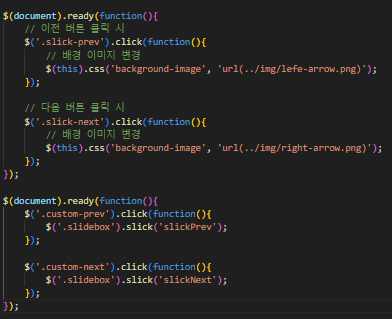 $(document).ready(function(){
    // 이전 버튼 클릭 시
    $('.slick-prev').click(function(){
        // 배경 이미지 변경
        $(this).css('background-image', 'url(../img/lefe-arrow.png)');
    });

    // 다음 버튼 클릭 시
    $('.slick-next').click(function(){
        // 배경 이미지 변경
        $(this).css('background-image', 'url(../img/right-arrow.png)');
    });
});

$(document).ready(function(){
    $('.custom-prev').click(function(){
        $('.slidebox').slick('slickPrev');
    });

    $('.custom-next').click(function(){
        $('.slidebox').slick('slickNext');
    });
});